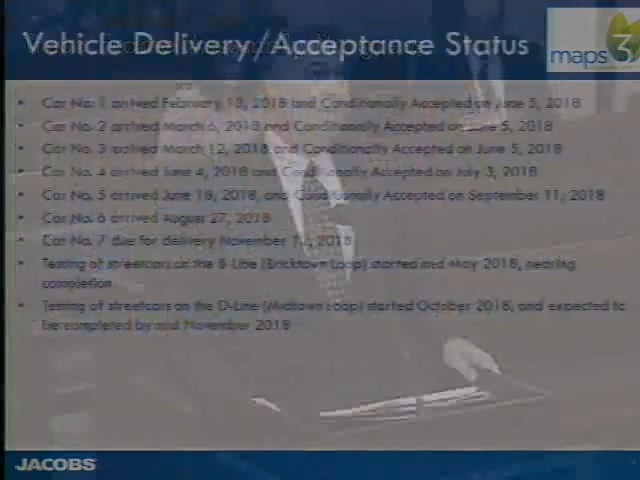 Vehicle Delivery/Acceptance Status
maps 3
Car No. 1 arrived February 13, 2018 and Conditionally Accepted on June 5, 2018
Car No. 2 arrived March 6, 2018 and Conditionally Accepted on June 5, 2018
Car No. 3 arrived March 12, 2018, and Conditionally Accepted on June 5, 2018
Car No. 4 arrived June 4, 2018 and Conditionally Accepted on July 3, 2018
Car No. 5 arrived June 18, 2018, and Conditionally Accepted on September 11, 2018
Car No. 6 arrived August 27, 2018
Car No. 7 due for delivery November 2018
Testing of streetcars on the B-Line (Bricktown Loop) started mid May 2018, nearing
completion
Testing of streetcars on the D-Line (Midtown Loop) started October 2018, and expected to
be completed by mid November 2018
JACOBS